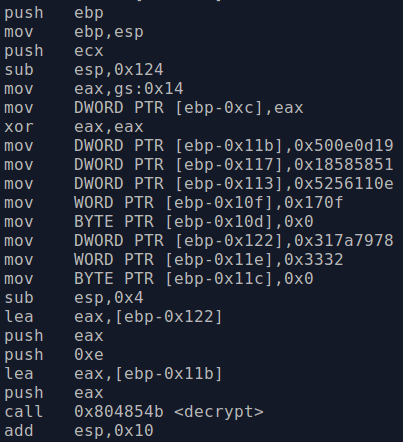 push ebp
mov ebp,esp
push ecx
sub esp,0x124
mov eax,gs:0x14
mov DWORD PTR [ebp-0xc],eax
xor eax,eax
mov DWORD PTR [ebp-0x11b],0x500e0d19
mov DWORD PTR [ebp-0x117],0x18585851
mov DWORD PTR [ebp-0x113],0x5256110e
mov WORD PTR [ebp-0x10f],0x170f
mov BYTE PTR [ebp-0x10d],0x0
mov DWORD PTR [ebp-0x122],0x317a7978
mov WORD PTR [ebp-0x11e],0x3332
mov BYTE PTR [ebp-0x11c],0x0
sub esp,0x4
lea eax,[ebp-0x122]
push eax
push 0xe
lea eax,[ebp-0x11b]
push eax
call 0x804854b <decrypt>
add esp,0x10